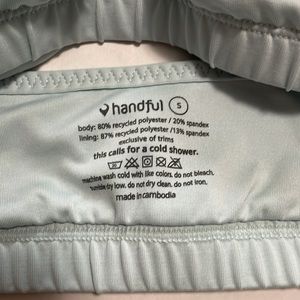 handful S
body: 80% recycled polyester / 20% spandex
lining: 87% recycled polyester /13% spandex
exclusive of trims
this calls for a cold shower.
machine wash cold with like colors. do not bleach.
tumble dry low. do not dry clean. do not iron.
made in cambodia